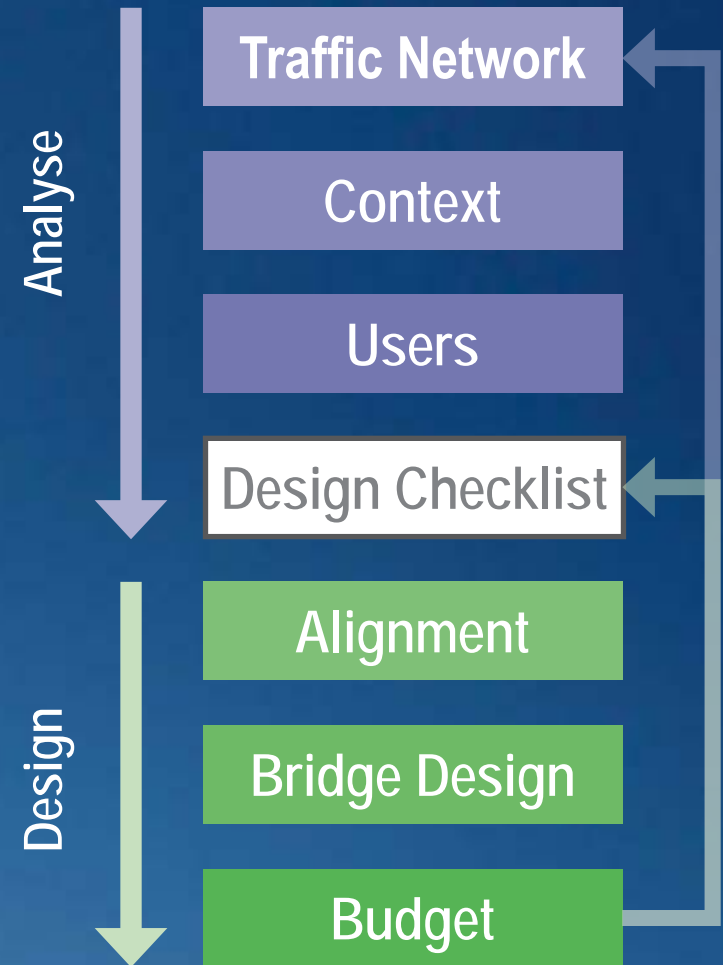 Analyse
Traffic Network
Context
Users
Design Checklist
Design
Alignment
Bridge Design
Budget